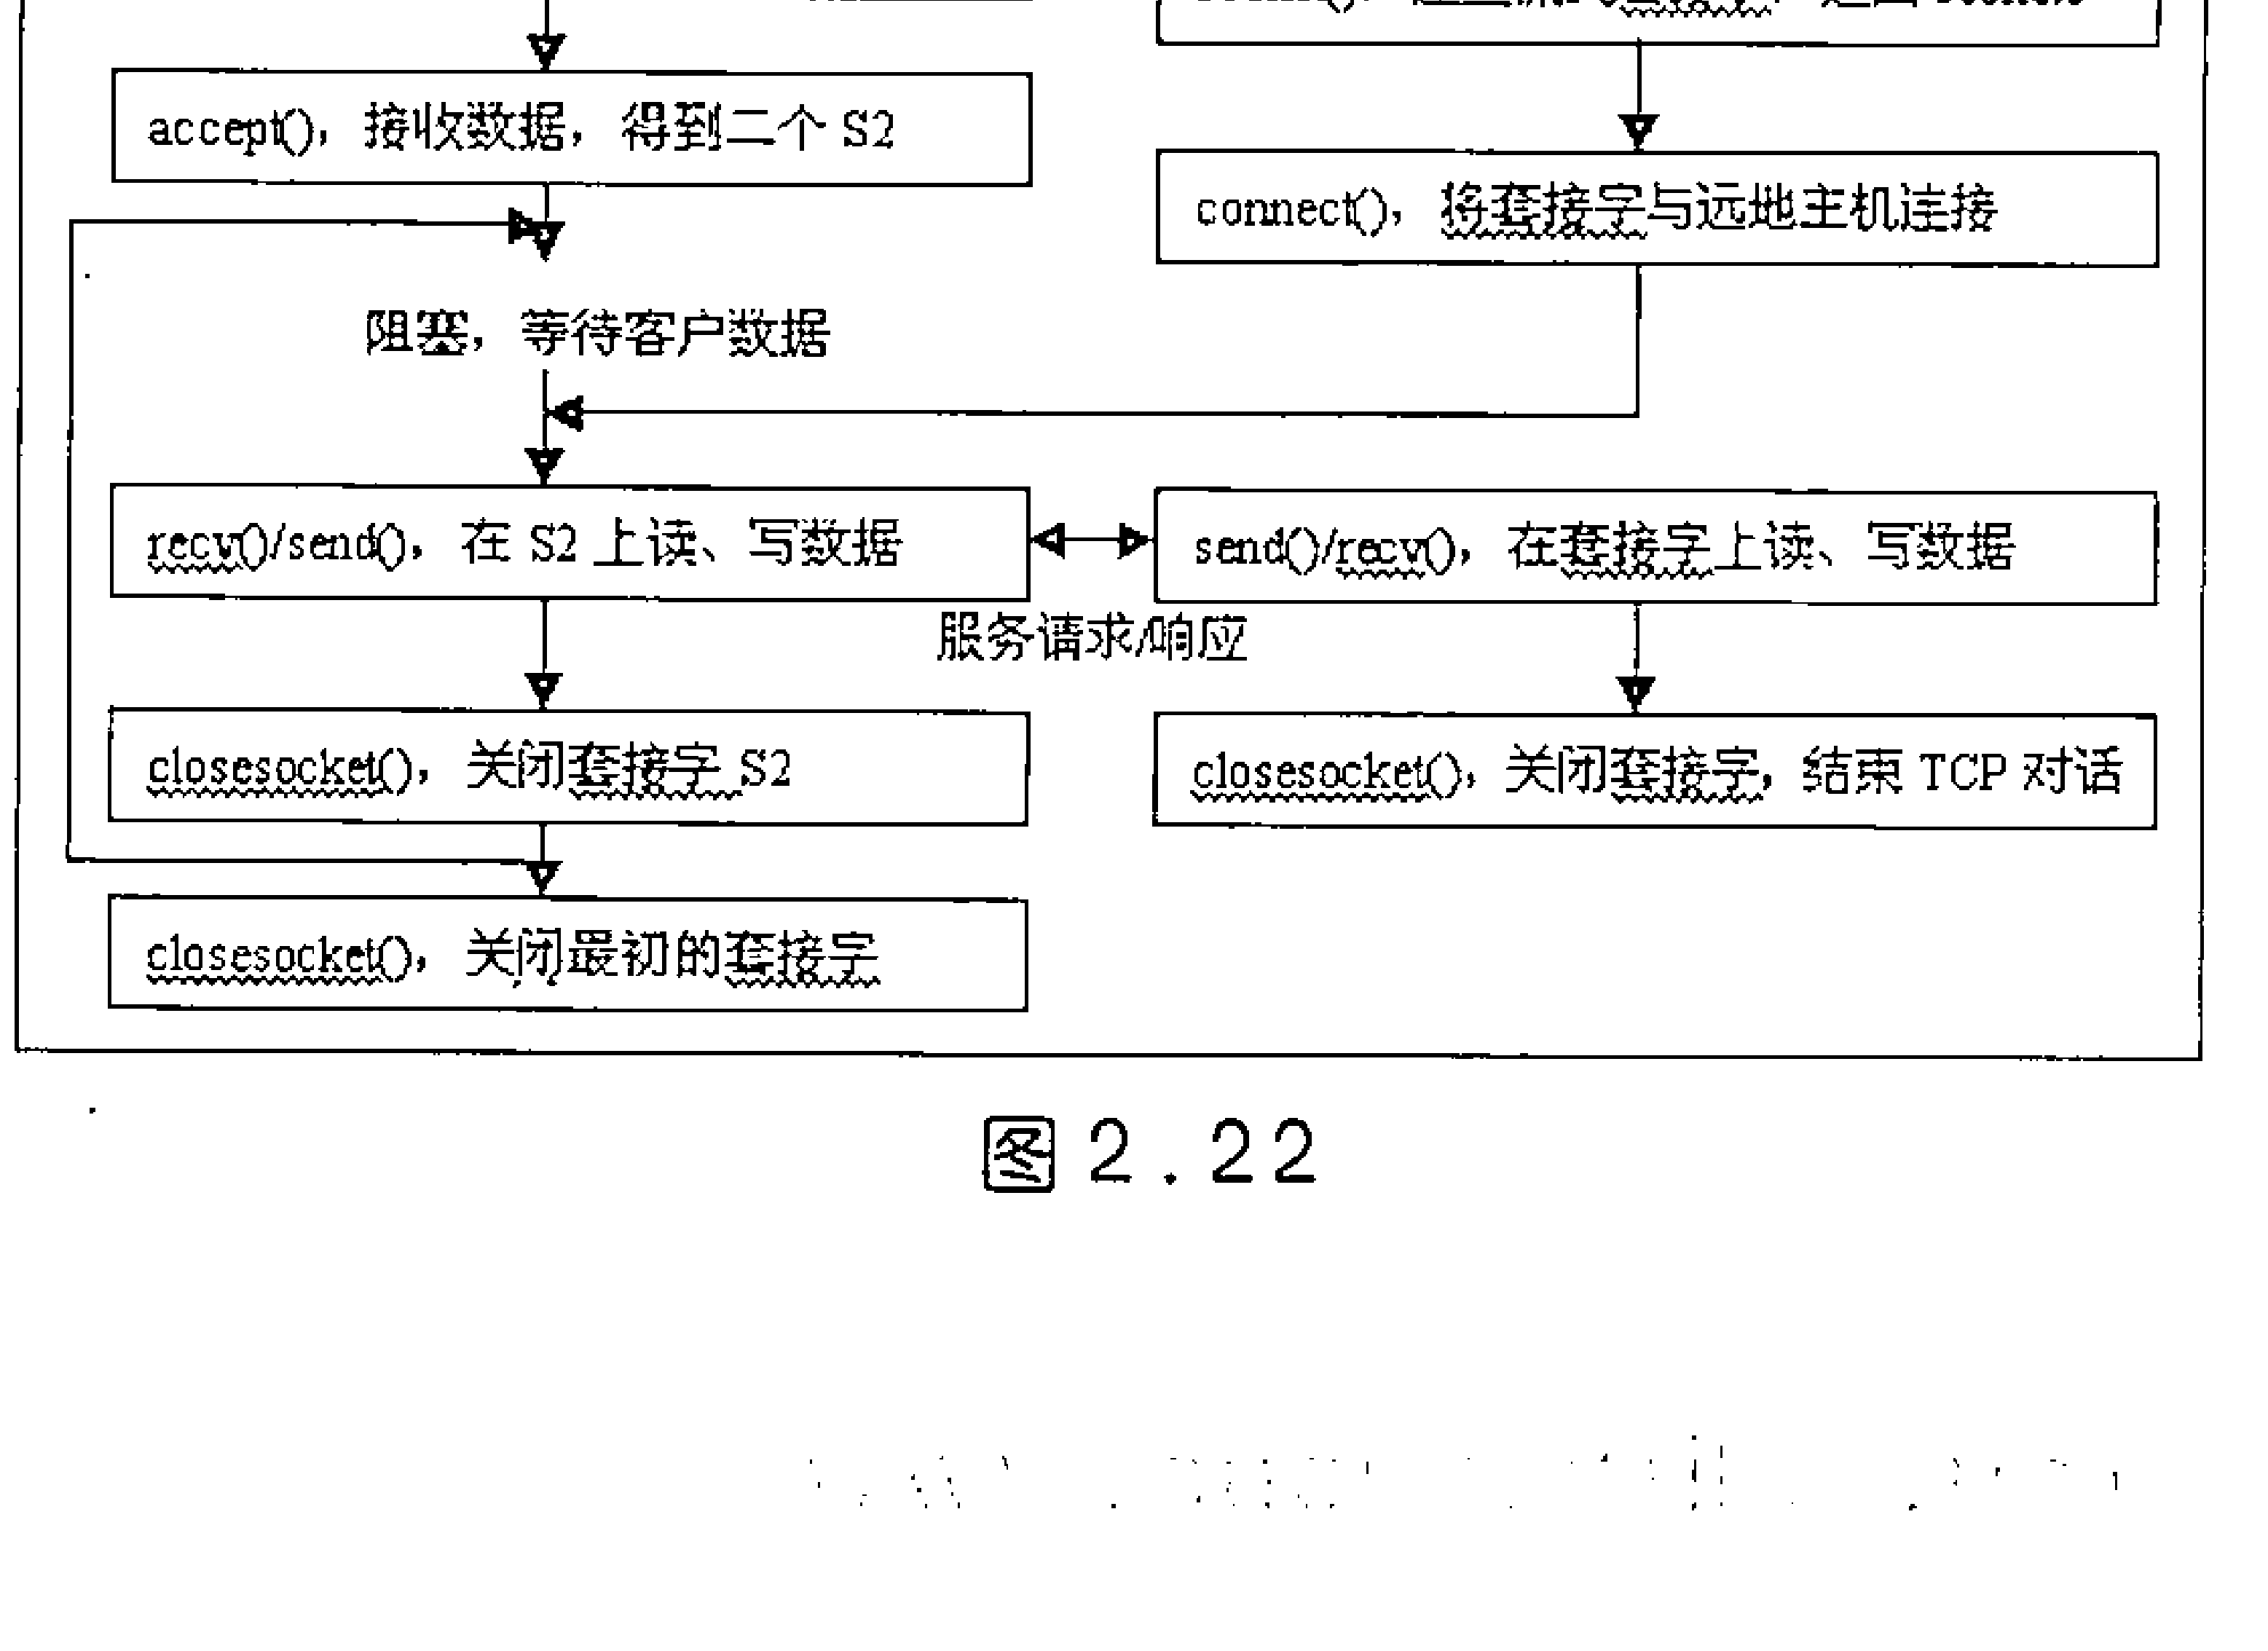 accept()，接收数据，得到二个 S2
connect()，将套接字与远地主机连接
阻塞，等待客户数据
recv()/send()，在 S2 上读、写数据
send()/recv()，在套接字上读、写数据
服务请求/响应
closesocket()，关闭套接字 S2
closesocket()，关闭套接字，结束 TCP 对话
closesocket()，关闭最初的套接字
图 2.22